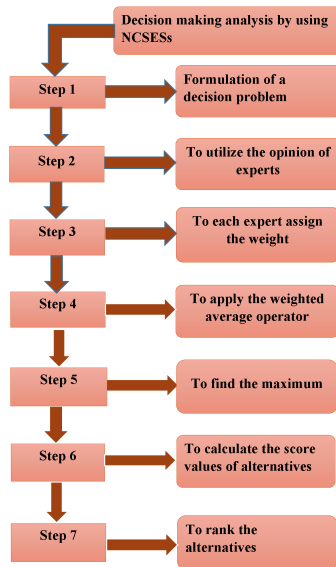 Decision making analysis by using
NCSESs
Step 1
Formulation of a
decision problem
Step 2
To utilize the opinion of
experts
Step 3
To each expert assign
the weight
Step 4
To apply the weighted
average operator
Step 5
To find the maximum
Step 6
To calculate the score
values of alternatives
Step 7
To rank the
alternatives